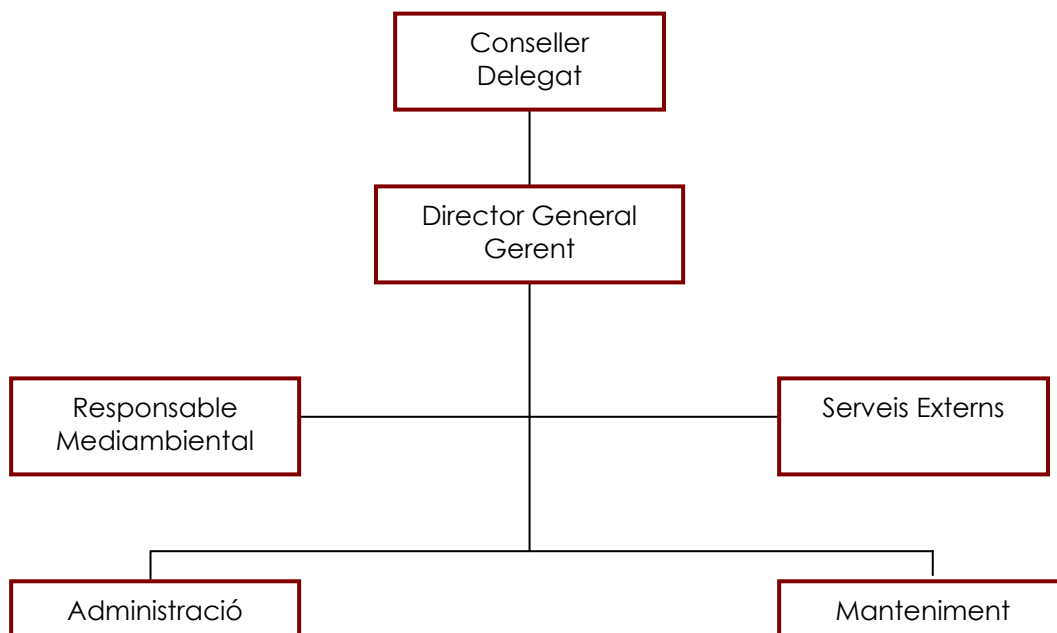 Conseller
Delegat
Director General
Gerent
Responsable
Mediambiental
Serveis Externs
Administració
Manteniment